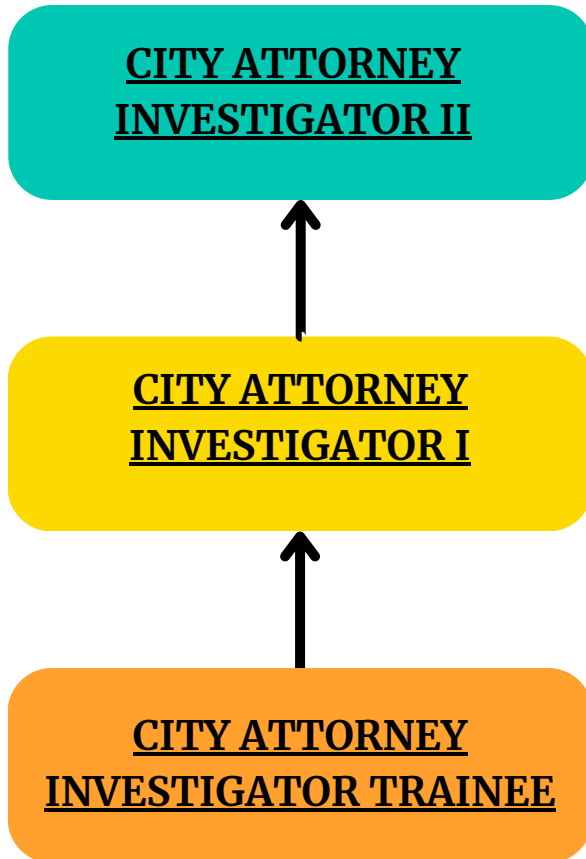 CITY ATTORNEY
INVESTIGATOR II
CITY ATTORNEY
INVESTIGATOR I
CITY ATTORNEY
INVESTIGATOR TRAINEE